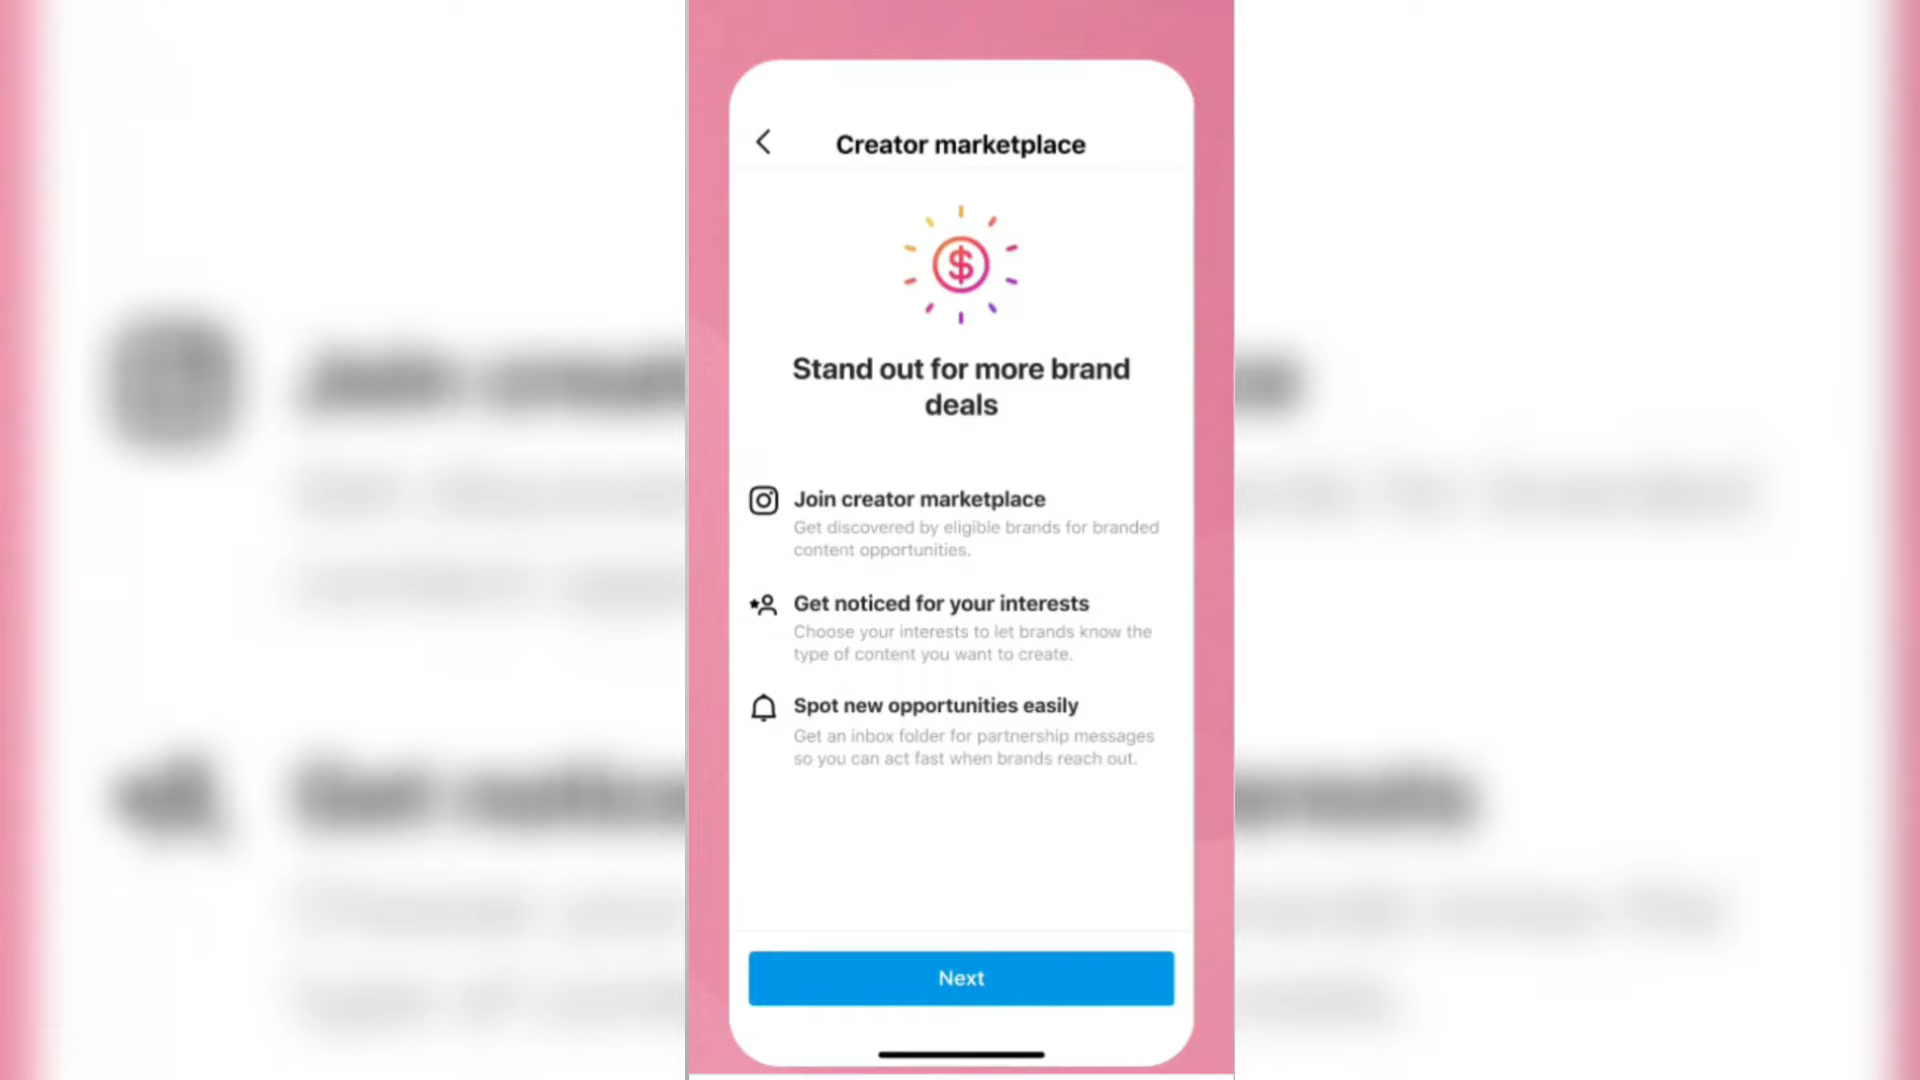 Creator marketplace
$
Stand out for more brand
deals
Join creator marketplace
Get discovered by eligible brands for branded
content opportunities.
Get noticed for your interests
Choose your interests to let brands know the
type of content you want to create.
Spot new opportunities easily
Get an inbox folder for partnership messages
so you can act fast when brands reach out.
Next